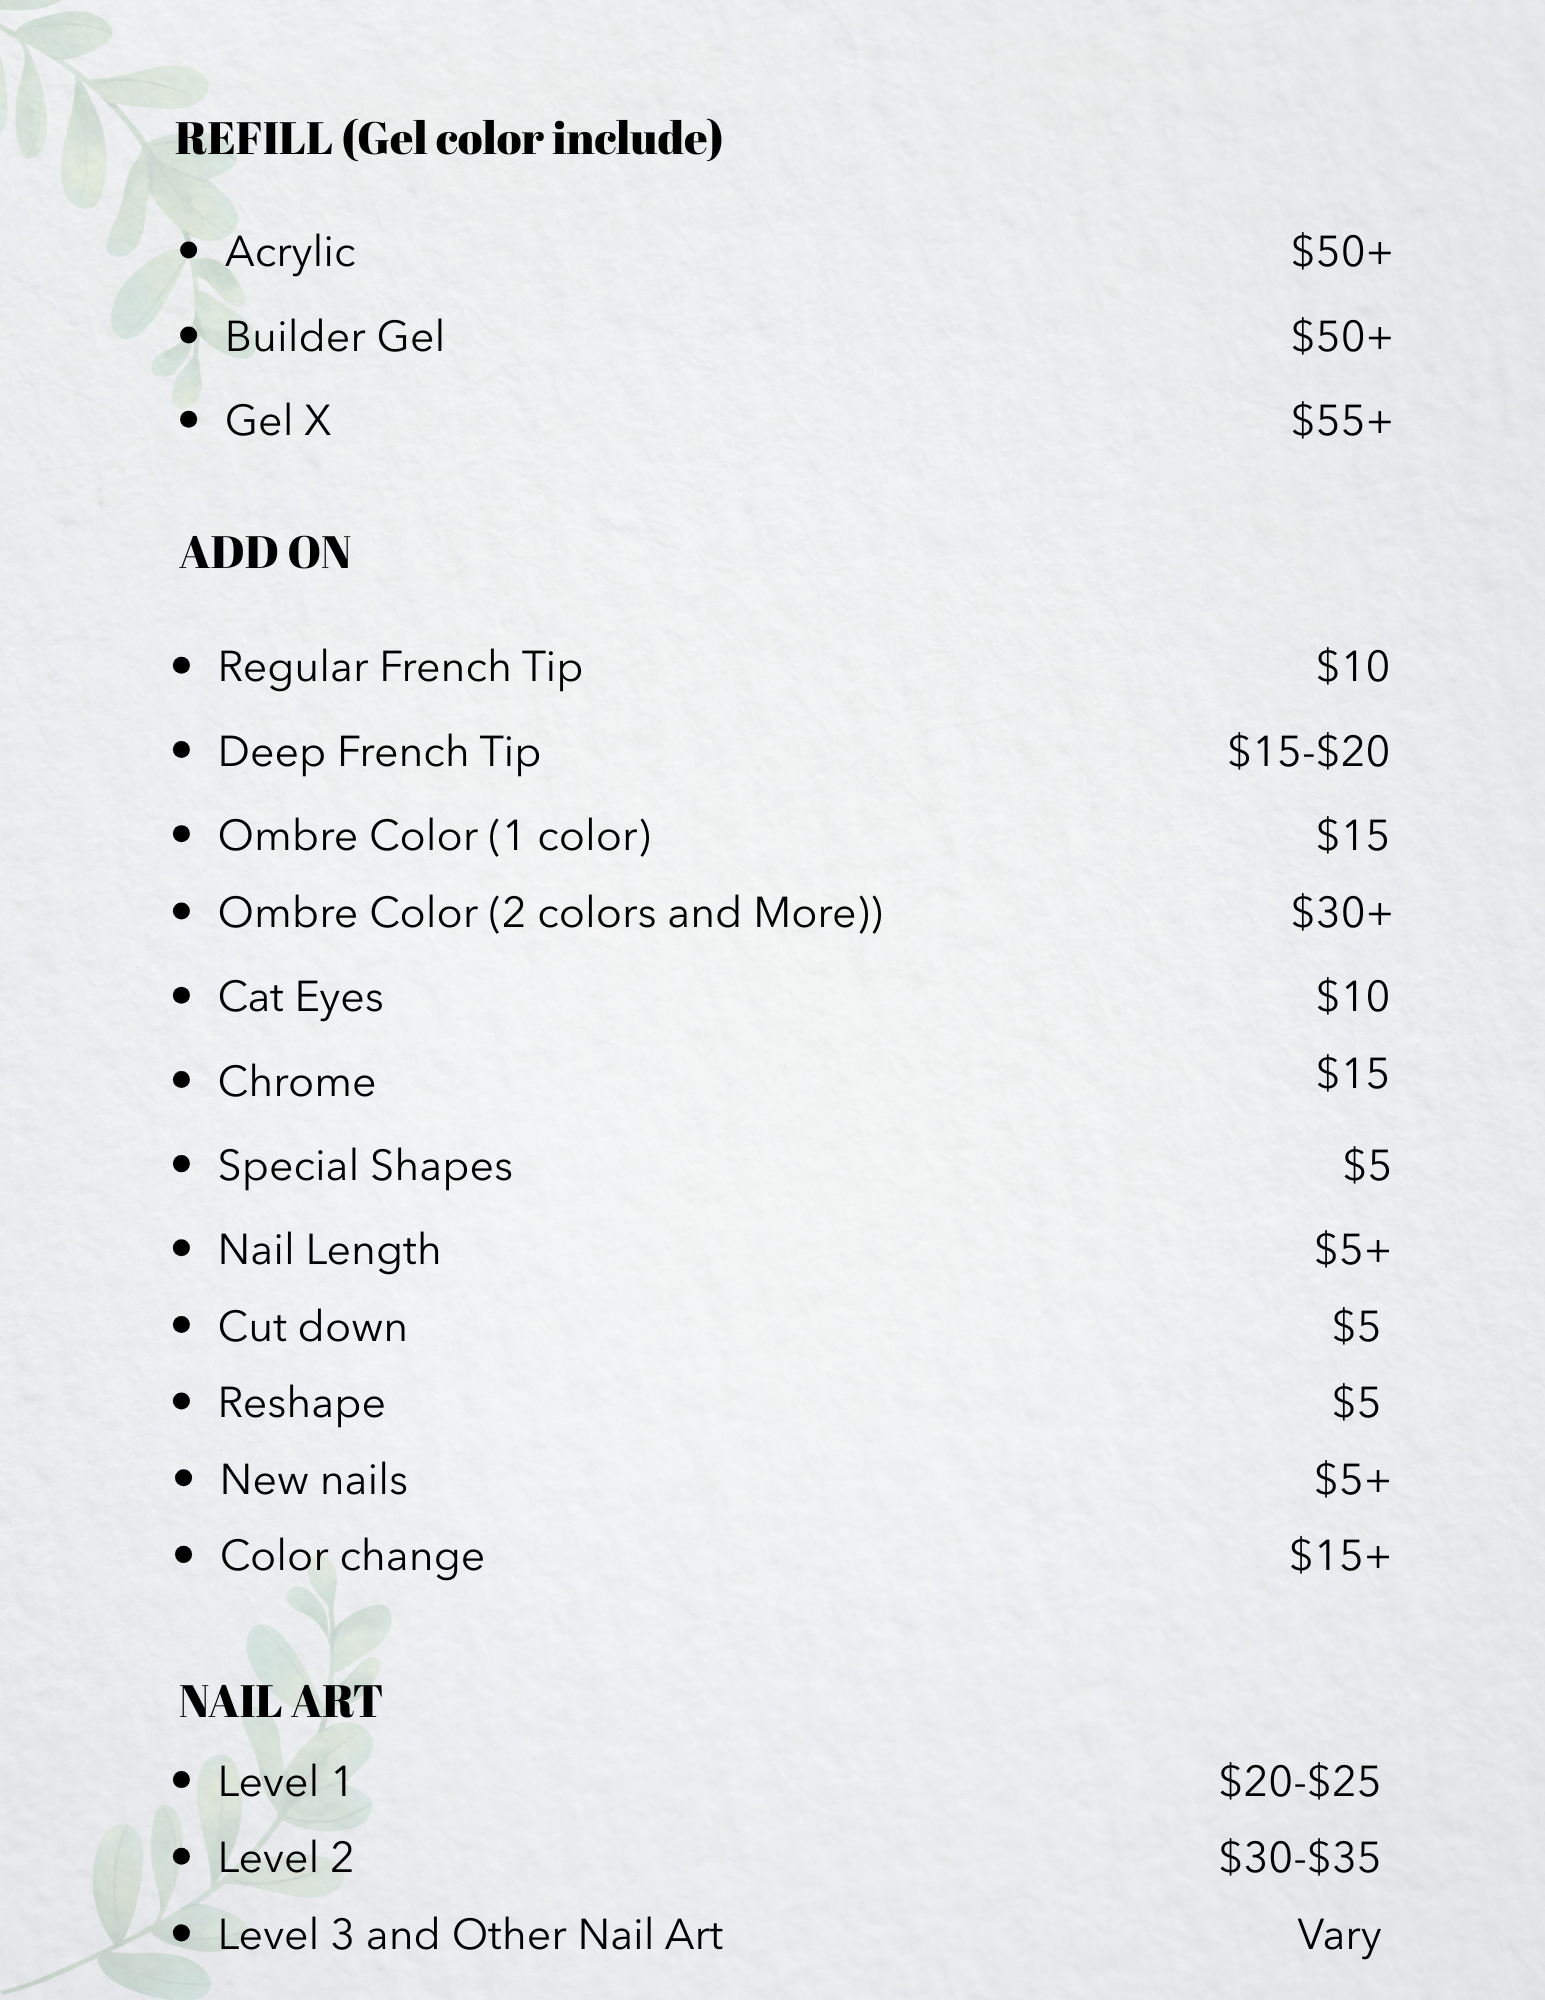 REFILL (Gel color include)
• Acrylic $50+
• Builder Gel $50+
• Gel X $55+
ADD ON
• Regular French Tip $10
• Deep French Tip $15-$20
• Ombre Color (1 color) $15
• Ombre Color (2 colors and More)) $30+
• Cat Eyes $10
• Chrome $15
• Special Shapes $5
• Nail Length $5+
• Cut down $5
• Reshape $5
• New nails $5+
• Color change $15+
NAIL ART
• Level 1 $20-$25
• Level 2 $30-$35
• Level 3 and Other Nail Art Vary